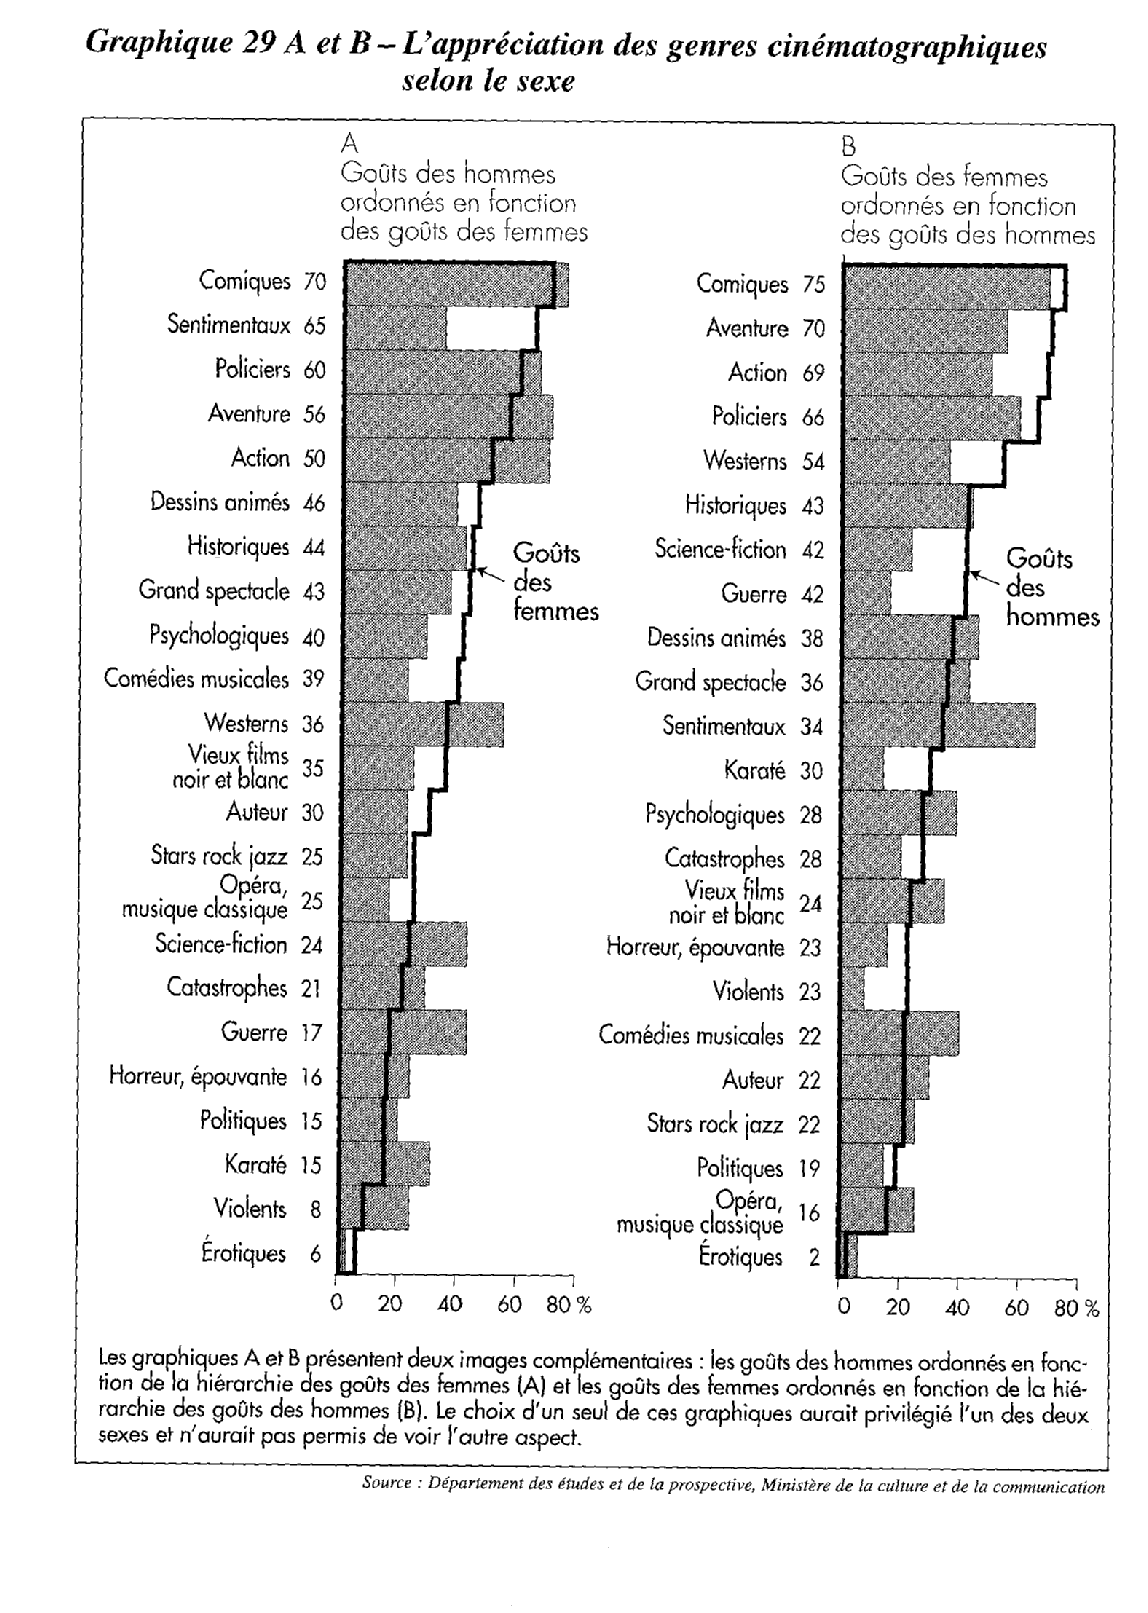 Graphique 29 A et B – L'appréciation des genres cinématographiques
selon le sexe
A
Goûts des hommes
ordonnés en fonction
des goûts des femmes
Comiques 70
Sentimentaux 65
Policiers 60
Aventure 56
Action 50
Dessins animés 46
Historiques 44
Grand spectacle 43
Psychologiques 40
Comédies musicales 39
Westerns 36
Vieux films
noir et blanc 35
Auteur 30
Stars rock jazz 25
Opéra,
musique classique 25
Science-fiction 24
Catastrophes 21
Guerre 17
Horreur, épouvante 16
Politiques 15
Karaté 15
Violents 8
Érotiques 6
Goûts
des
femmes
0 20 40 60 80 %
B
Goûts des femmes
ordonnés en fonction
des goûts des hommes
Comiques 75
Aventure 70
Action 69
Policiers 66
Westerns 54
Historiques 43
Science-fiction 42
Guerre 42
Dessins animés 38
Grand spectacle 36
Sentimentaux 34
Karaté 30
Psychologiques 28
Catastrophes 28
Vieux films
noir et blanc 24
Horreur, épouvante 23
Violents 23
Comédies musicales 22
Auteur 22
Stars rock jazz 22
Politiques 19
Opéra,
musique classique 16
Érotiques 2
Goûts
des
hommes
0 20 40 60 80 %
Les graphiques A et B présentent deux images complémentaires : les goûts des hommes ordonnés en fonc-
tion de la hiérarchie des goûts des femmes (A) et les goûts des femmes ordonnés en fonction de la hié-
rarchie des goûts des hommes (B). Le choix d'un seul de ces graphiques aurait privilégié l'un des deux
sexes et n'aurait pas permis de voir l'autre aspect.
Source : Département des études et de la prospective, Ministère de la culture et de la communication